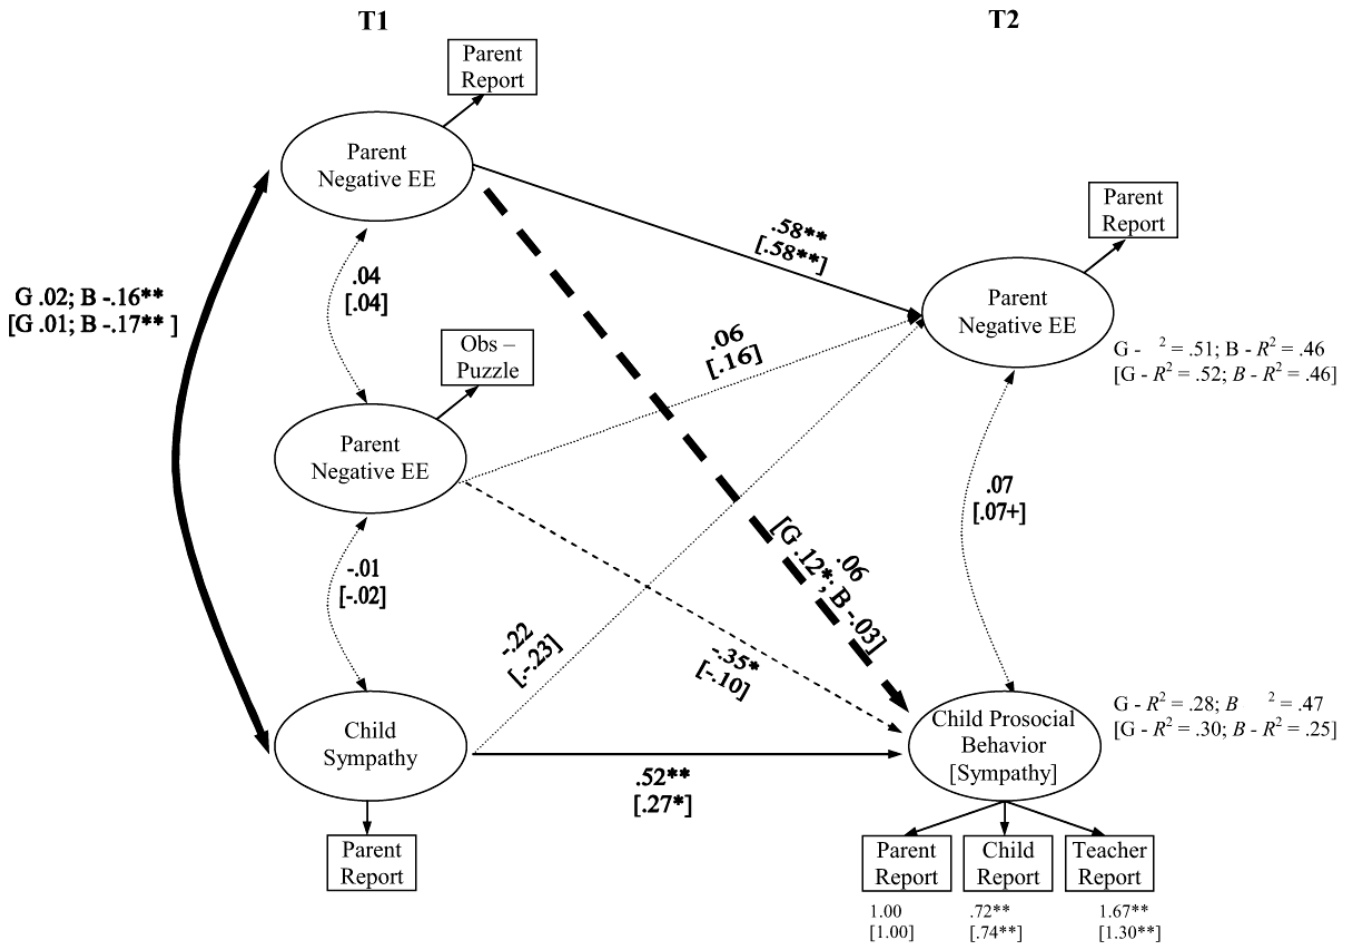 T1
T2
Parent
Report
Parent
Negative EE
Parent
Report
.58**
[.58**]
Parent
Negative EE
G .02; B -.16**
[G .01; B -.17** ]
.04
[.04]
Obs –
Puzzle
.06
[.16]
G -   ² = .51; B - R² = .46
[G - R² = .52; B - R² = .46]
Parent
Negative EE
.07
[.07+]
-.01
[-.02]
.06
[G .12*; B -.03]
-.22
[-.23]
-.35*
[-.10]
Child
Sympathy
Child Prosocial
Behavior
[Sympathy]
G - R² = .28; B   ² = .47
[G - R² = .30; B - R² = .25]
.52**
[.27*]
Parent
Report
Parent
Report
Child
Report
Teacher
Report
1.00
[1.00]
.72**
[.74**]
1.67**
[1.30**]